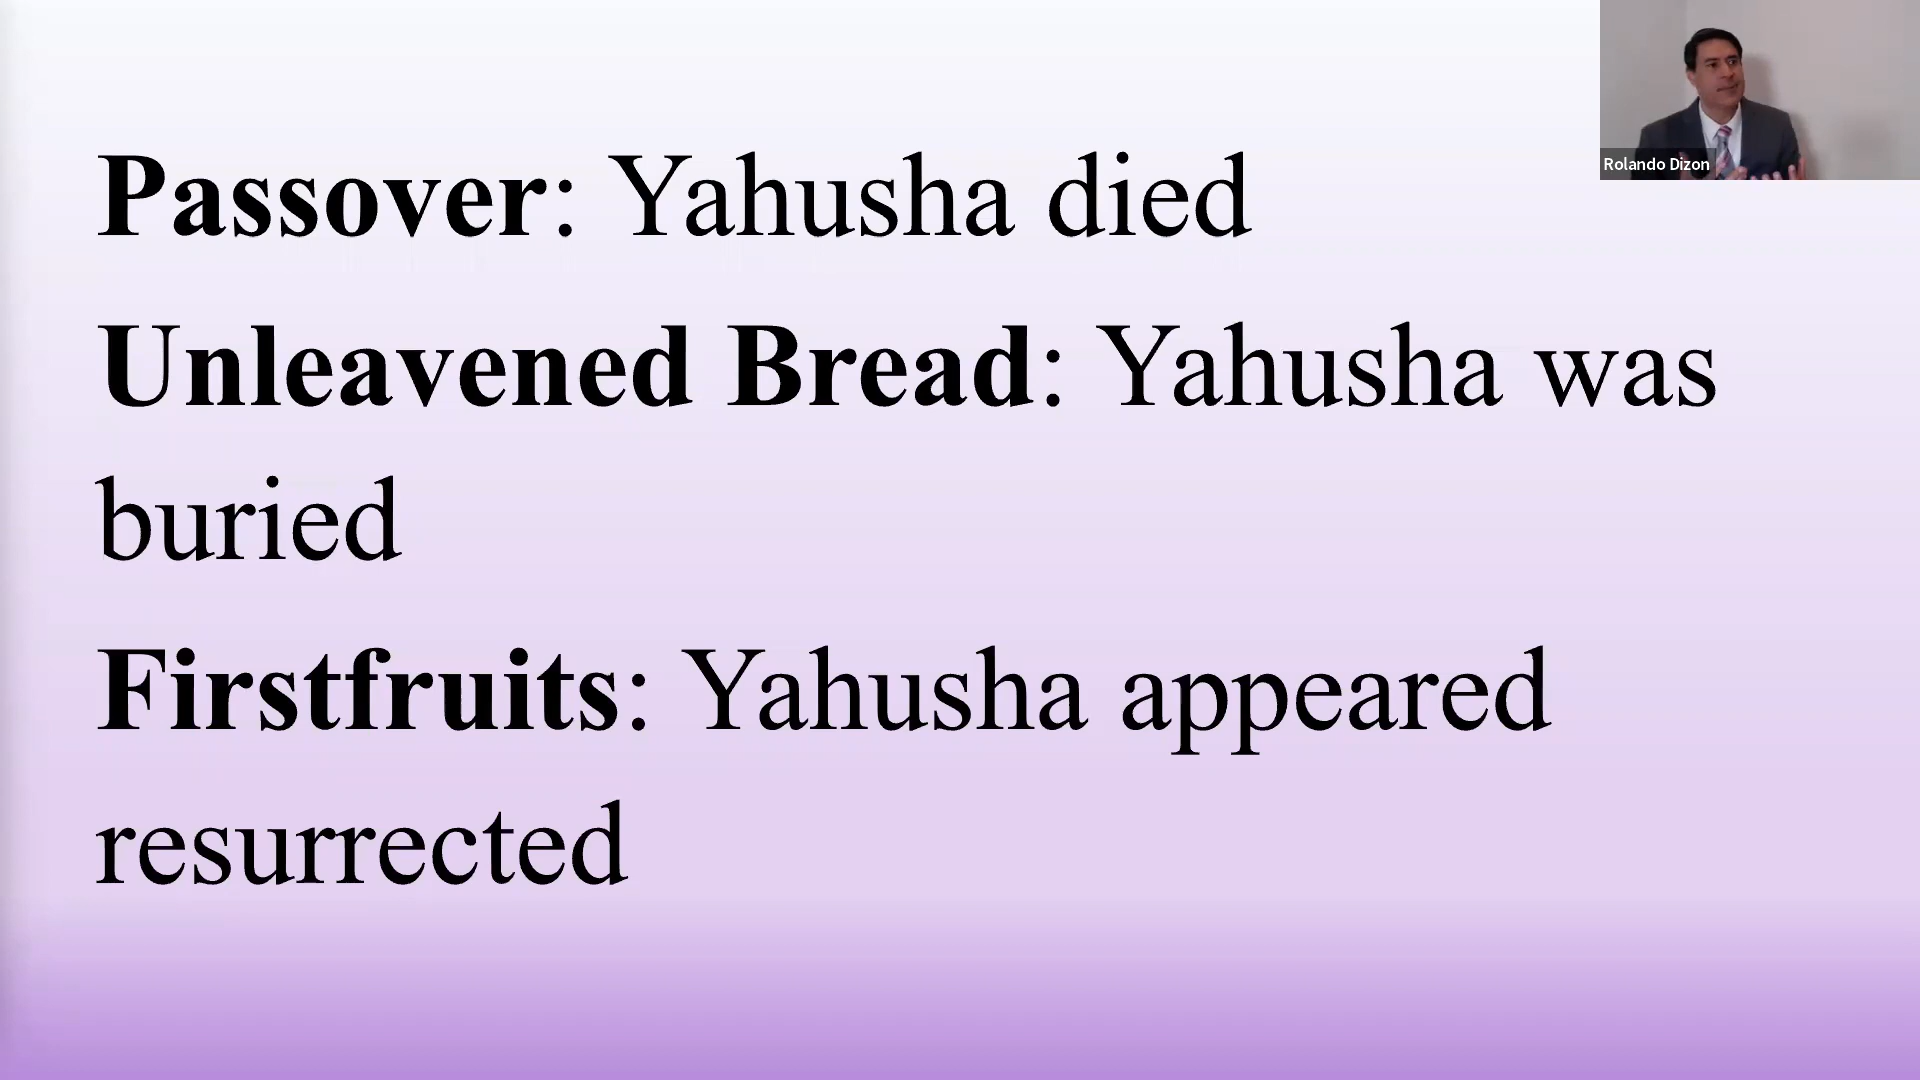 Rolando Dizon
Passover: Yahusha died
Unleavened Bread: Yahusha was
buried
Firstfruits: Yahusha appeared
resurrected